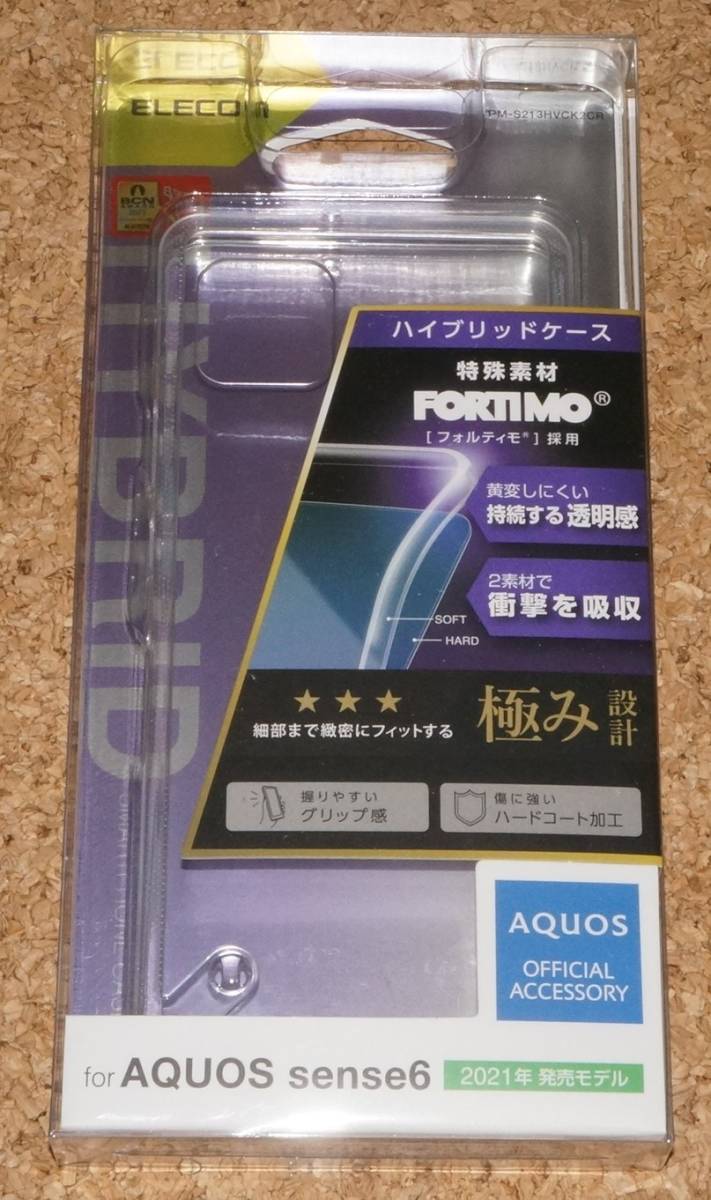 ELECOM
PM-S213HVCK2CR
BCN
HYBRID
ハイブリッドケース
特殊素材
FORTIMO®
[フォルティモ®] 採用
黄変しにくい
持続する透明感
2素材で
衝撃を吸収
SOFT
HARD
★★★
細部まで緻密にフィットする
極み設計
握りやすい
グリップ感
傷に強い
ハードコート加工
AQUOS
OFFICIAL
ACCESSORY
for AQUOS sense6
2021年 発売モデル